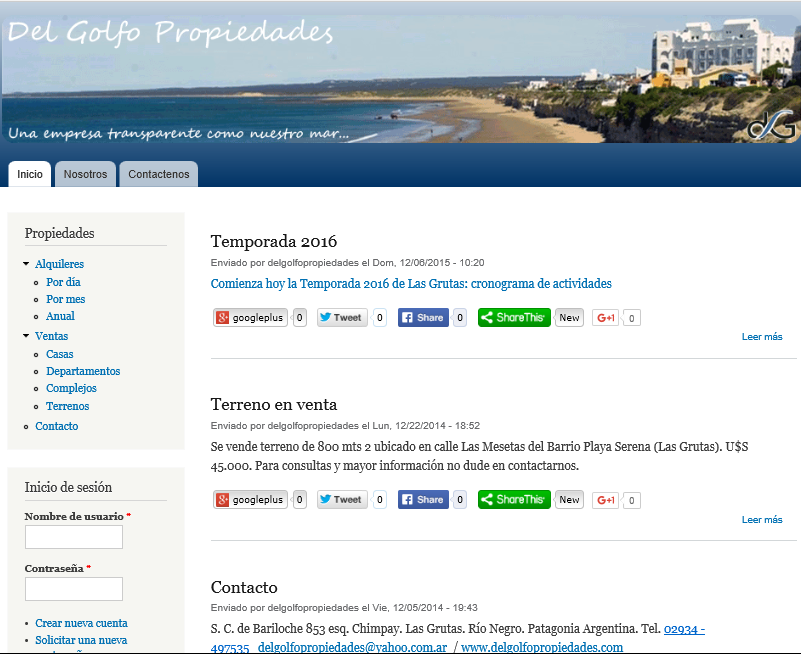 Del Golfo Propiedades
Una empresa transparente como nuestro mar...
dG
Inicio Nosotros Contactenos
Propiedades
Alquileres
Por día
Por mes
Anual
Ventas
Casas
Departamentos
Complejos
Terrenos
Contacto
Inicio de sesión
Nombre de usuario *
Contraseña *
Crear nueva cuenta
Solicitar una nueva
Temporada 2016
Enviado por delgolfopropiedades el Dom, 12/06/2015 - 10:20
Comienza hoy la Temporada 2016 de Las Grutas: cronograma de actividades
googleplus 0 Tweet 0 Share 0 ShareThis New G+1 0
Leer más
Terreno en venta
Enviado por delgolfopropiedades el Lun, 12/22/2014 - 18:52
Se vende terreno de 800 mts 2 ubicado en calle Las Mesetas del Barrio Playa Serena (Las Grutas). U$S
45.000. Para consultas y mayor información no dude en contactarnos.
googleplus 0 Tweet 0 Share 0 ShareThis New G+1 0
Leer más
Contacto
Enviado por delgolfopropiedades el Vie, 12/05/2014 - 19:43
S. C. de Bariloche 853 esq. Chimpay. Las Grutas. Río Negro. Patagonia Argentina. Tel. 02934 -
497535 delgolfopropiedades@yahoo.com.ar / www.delgolfopropiedades.com